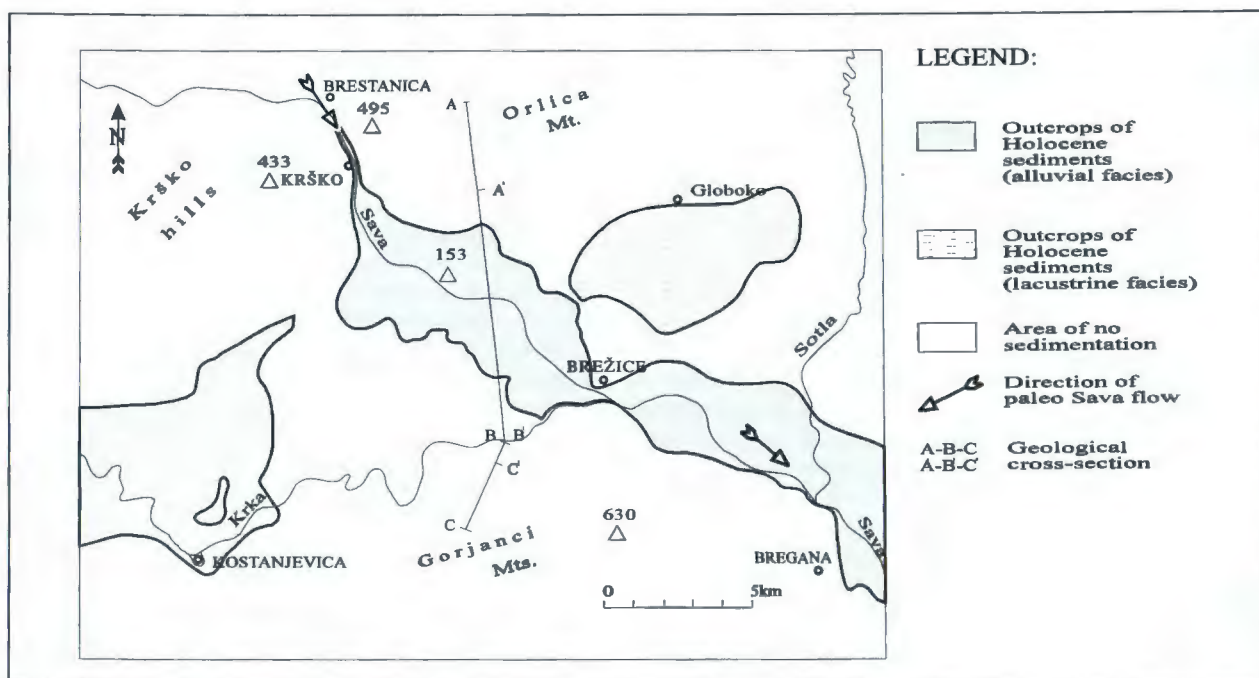 LEGEND:
BRESTANICA
495
A
Orlica
Mt.
N
433
KRŠKO
Krško
hills
A'
Globoko
Sava
153
Sotla
BREŽICE
B B'
C'
Krka
C
630
Gorjanci
Mts.
KOSTANJEVICA
BREGANA
Sava
0 5km
Outcrops of
Holocene
sediments
(alluvial facies)
Outcrops of
Holocene
sediments
(lacustrine facies)
Area of no
sedimentation
Direction of
paleo Sava flow
A-B-C Geological
A-B-C' cross-section